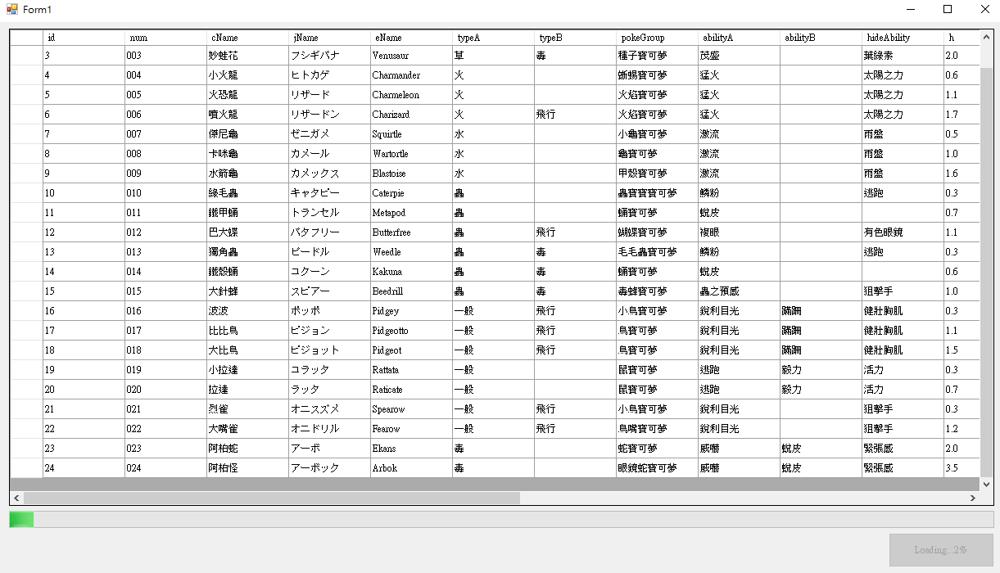 Form1
id num cName jName eName typeA typeB pokeGroup abilityA abilityB hideAbility h
3 003 妙蛙花 フシギバナ Venusaur 草 毒 種子寶可夢 茂盛 葉綠素 2.0
4 004 小火龍 ヒトカゲ Charmander 火 蜥蜴寶可夢 猛火 太陽之力 0.6
5 005 火恐龍 リザード Charmeleon 火 火焰寶可夢 猛火 太陽之力 1.1
6 006 噴火龍 リザードン Charizard 火 飛行 火焰寶可夢 猛火 太陽之力 1.7
7 007 傑尼龜 ゼニガメ Squirtle 水 小龜寶可夢 激流 雨盤 0.5
8 008 卡咪龜 カメール Wartortle 水 龜寶可夢 激流 雨盤 1.0
9 009 水箭龜 カメックス Blastoise 水 甲殼寶可夢 激流 雨盤 1.6
10 010 綠毛蟲 キャタピー Caterpie 蟲 蟲寶寶寶可夢 鱗粉 逃跑 0.3
11 011 鐵甲蛹 トランセル Metapod 蟲 蛹寶可夢 蛻皮 0.7
12 012 巴大蝶 バタフリー Butterfree 蟲 飛行 蝴蝶寶可夢 複眼 有色眼鏡 1.1
13 013 獨角蟲 ビードル Weedle 蟲 毒 毛毛蟲寶可夢 鱗粉 逃跑 0.3
14 014 鐵殼蛹 コクーン Kakuna 蟲 毒 蛹寶可夢 蛻皮 0.6
15 015 大針蜂 スピアー Beedrill 蟲 毒 毒蜂寶可夢 蟲之預感 狙擊手 1.0
16 016 波波 ポッポ Pidgey 一般 飛行 小鳥寶可夢 銳利目光 蹣跚 健壯胸肌 0.3
17 017 比比鳥 ピジョン Pidgeotto 一般 飛行 鳥寶可夢 銳利目光 蹣跚 健壯胸肌 1.1
18 018 大比鳥 ピジョット Pidgeot 一般 飛行 鳥寶可夢 銳利目光 蹣跚 健壯胸肌 1.5
19 019 小拉達 コラッタ Rattata 一般 鼠寶可夢 逃跑 毅力 活力 0.3
20 020 拉達 ラッタ Raticate 一般 鼠寶可夢 逃跑 毅力 活力 0.7
21 021 烈雀 オニスズメ Spearow 一般 飛行 小鳥寶可夢 銳利目光 狙擊手 0.3
22 022 大嘴雀 オニドリル Fearow 一般 飛行 鳥嘴寶可夢 銳利目光 狙擊手 1.2
23 023 阿柏蛇 アーボ Ekans 毒 蛇寶可夢 威嚇 蛻皮 緊張感 2.0
24 024 阿柏怪 アーボック Arbok 毒 眼鏡蛇寶可夢 威嚇 蛻皮 緊張感 3.5
Loading...2%